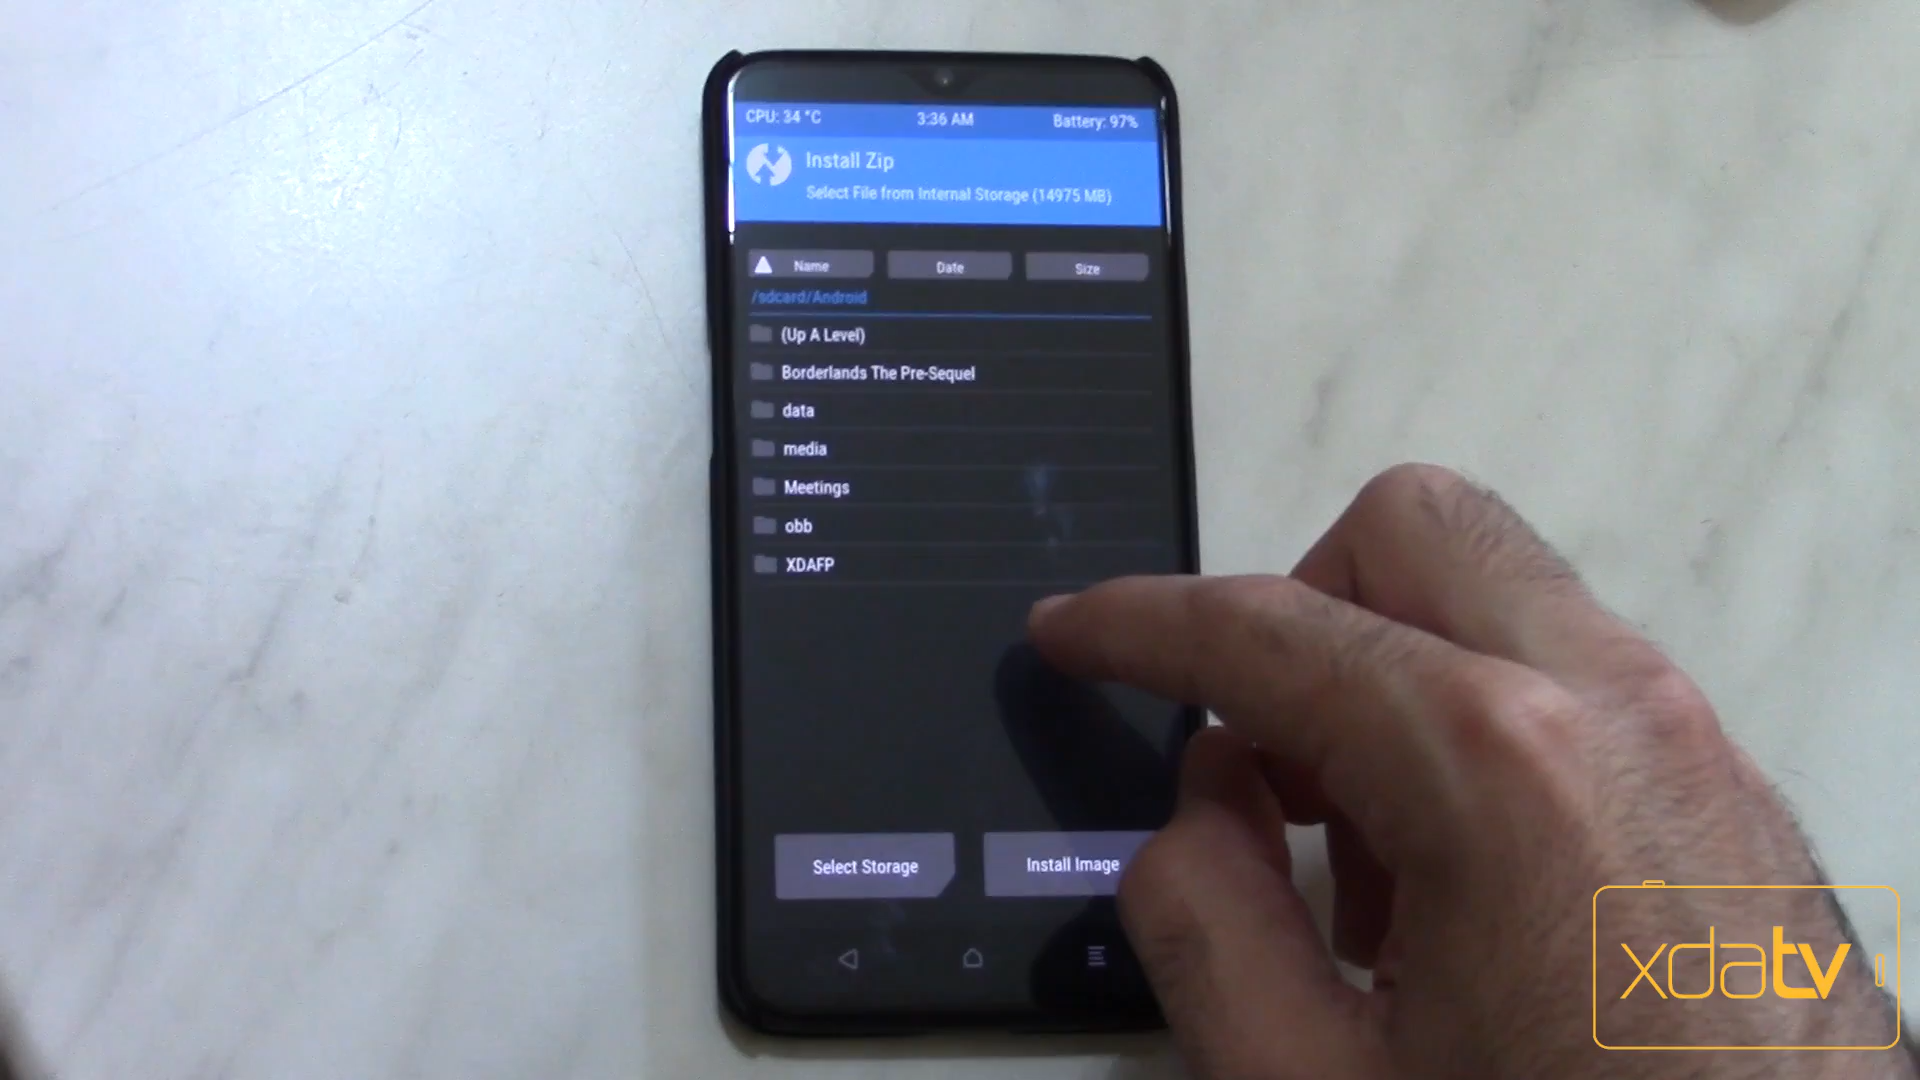 CPU: 34 °C 3:36 AM Battery: 97%
Install Zip
Select File from Internal Storage (14975 MB)
Name Date Size
/sdcard/Android
(Up A Level)
Borderlands The Pre-Sequel
data
media
Meetings
obb
XDAFP
Select Storage Install Image
xdatv